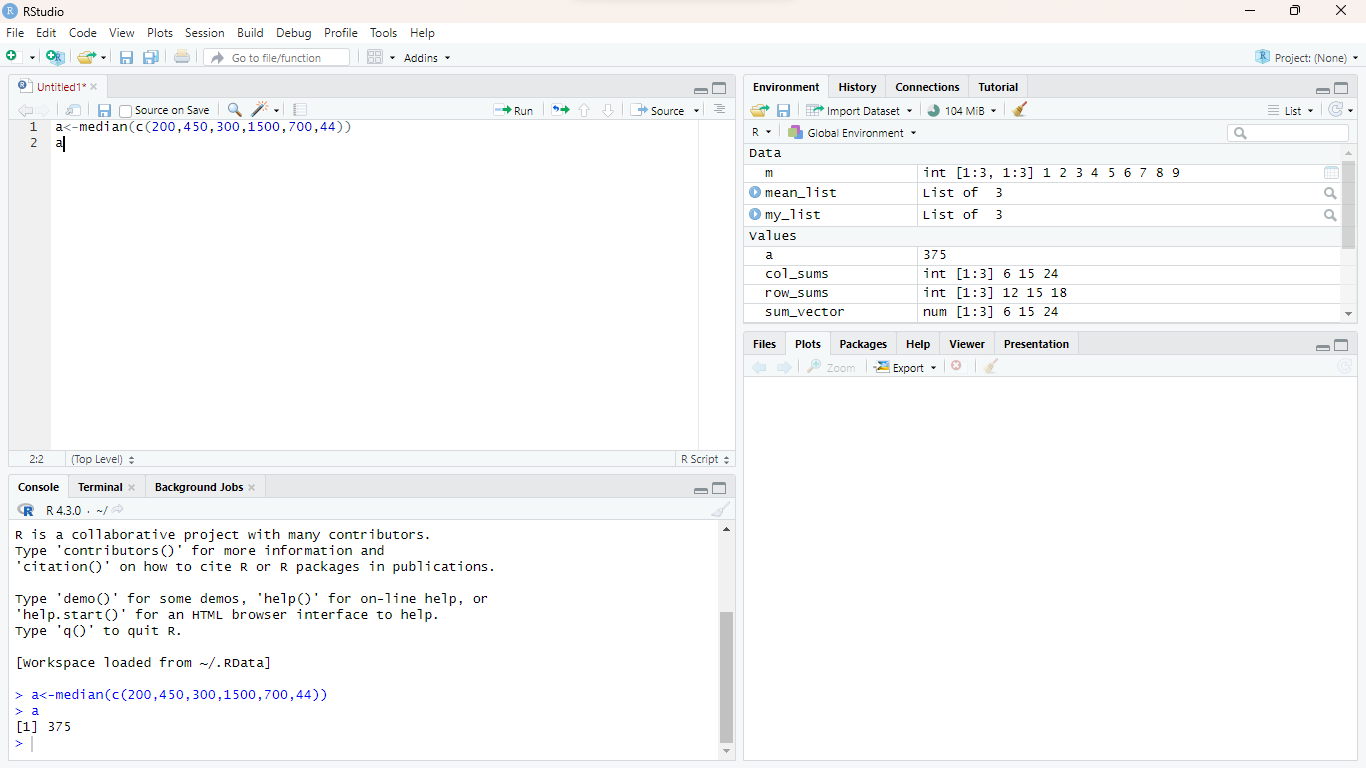 RStudio
File Edit Code View Plots Session Build Debug Profile Tools Help
Go to file/function Addins Project: (None)
Untitled1*
Source on Save Run Source
1 a<-median(c(200,450,300,1500,700,44))
2 a
2:2 (Top Level) R Script
Console Terminal Background Jobs
R 4.3.0 · ~/
R is a collaborative project with many contributors.
Type 'contributors()' for more information and
'citation()' on how to cite R or R packages in publications.
Type 'demo()' for some demos, 'help()' for on-line help, or
'help.start()' for an HTML browser interface to help.
Type 'q()' to quit R.
[Workspace loaded from ~/.RData]
> a<-median(c(200,450,300,1500,700,44))
> a
[1] 375
>
Environment History Connections Tutorial
Import Dataset 104 MiB List
R Global Environment
Data
m int [1:3, 1:3] 1 2 3 4 5 6 7 8 9
mean_list List of 3
my_list List of 3
Values
a 375
col_sums int [1:3] 6 15 24
row_sums int [1:3] 12 15 18
sum_vector num [1:3] 6 15 24
Files Plots Packages Help Viewer Presentation
Zoom Export